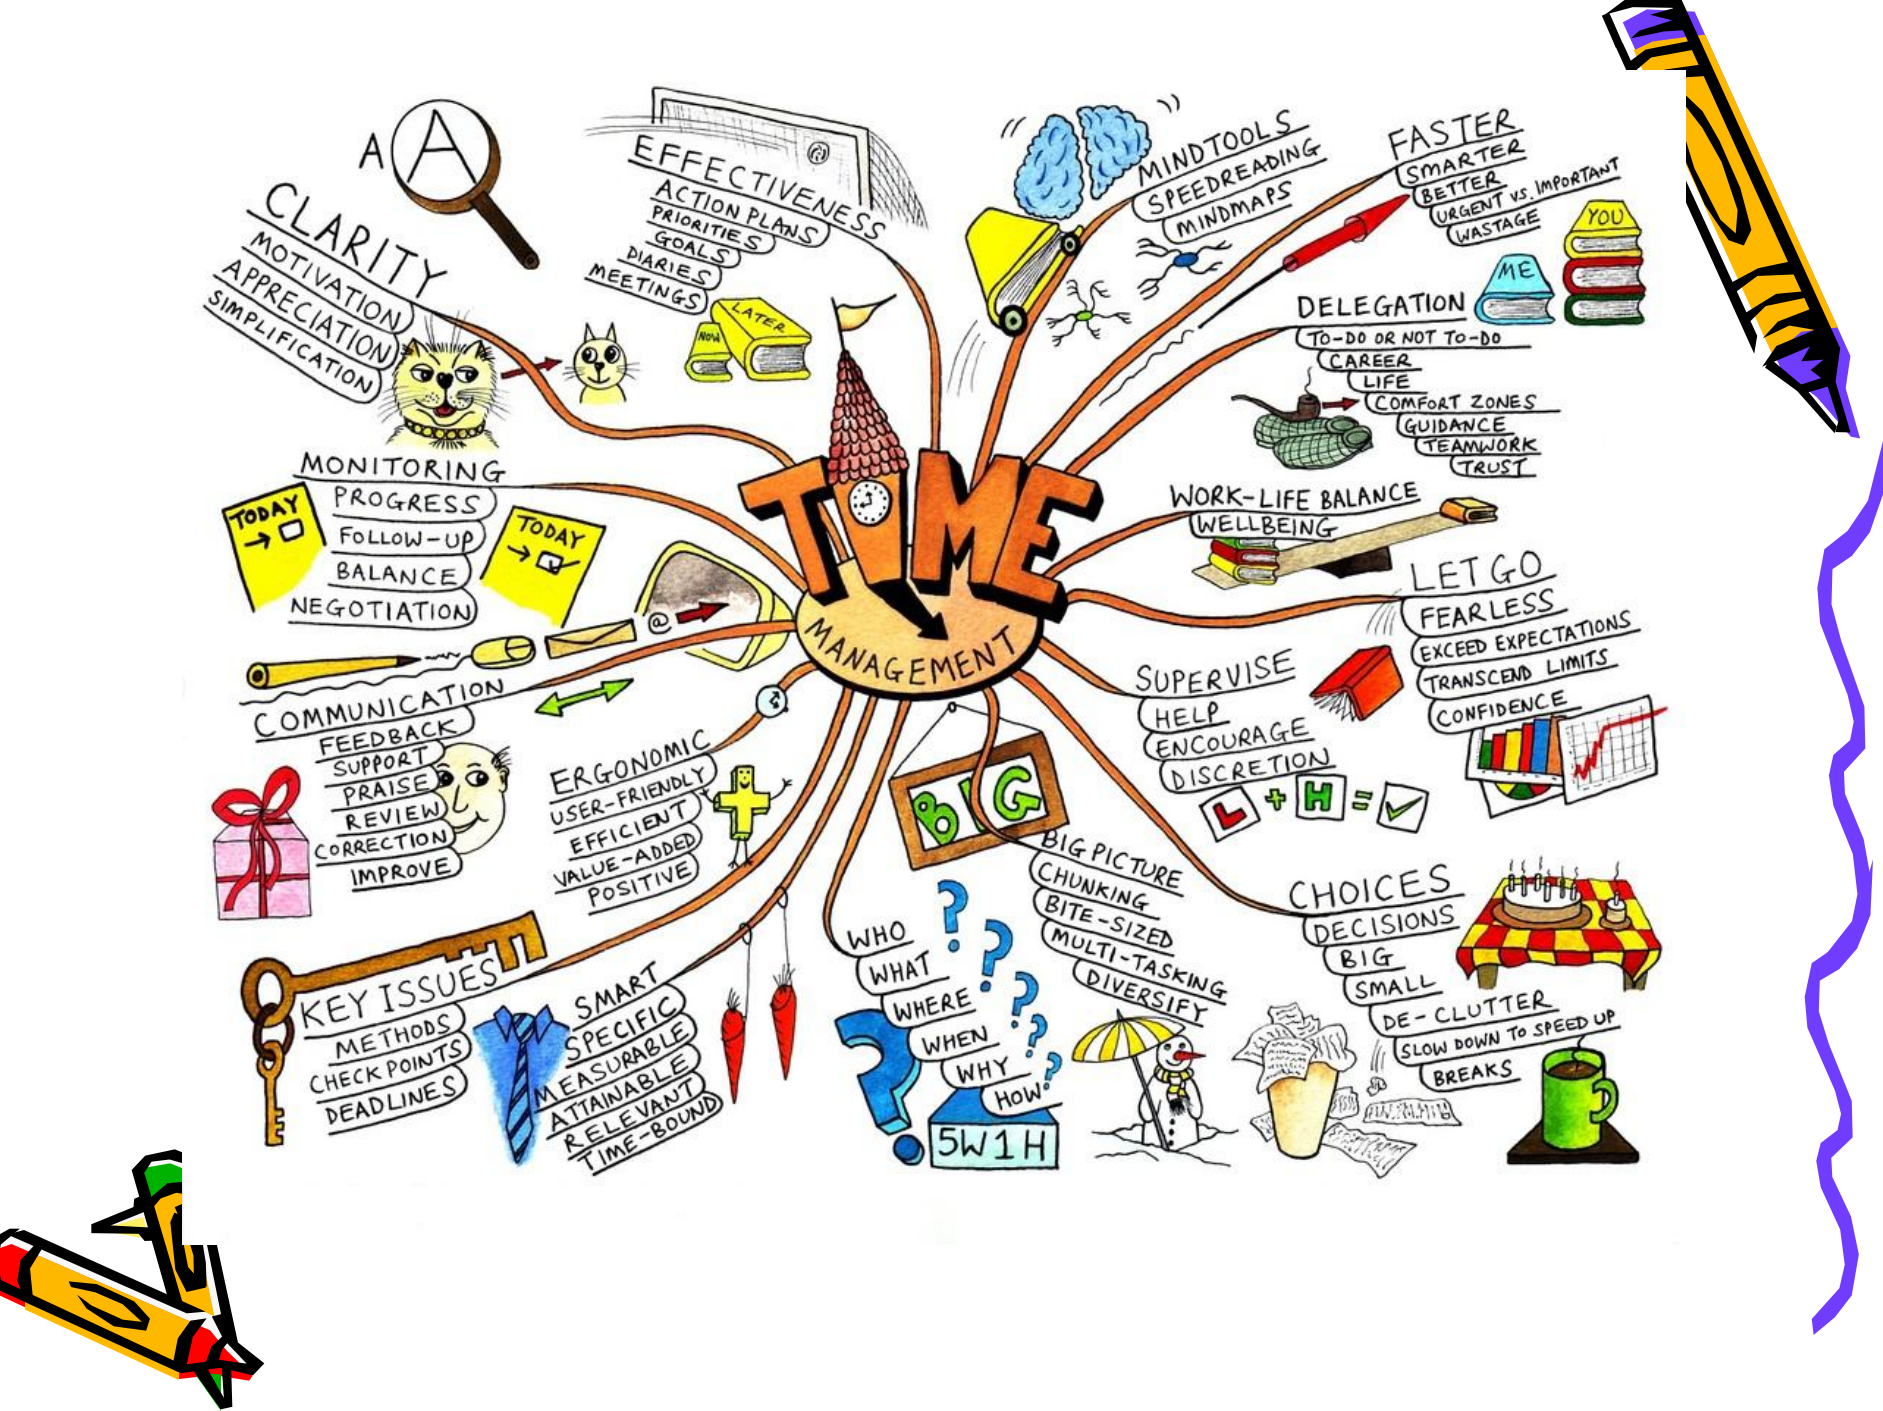 TIME
MANAGEMENT
A
A
CLARITY
MOTIVATION
APPRECIATION
SIMPLIFICATION
EFFECTIVENESS
ACTION PLANS
PRIORITIES
GOALS
DIARIES
MEETINGS
NOW
LATER
MINDTOOLS
SPEEDREADING
MINDMAPS
FASTER
SMARTER
BETTER
URGENT VS. IMPORTANT
WASTAGE
YOU
ME
DELEGATION
TO-DO OR NOT TO-DO
CAREER
LIFE
COMFORT ZONES
GUIDANCE
TEAMWORK
TRUST
WORK-LIFE BALANCE
WELLBEING
LET GO
FEARLESS
EXCEED EXPECTATIONS
TRANSCEND LIMITS
CONFIDENCE
SUPERVISE
HELP
ENCOURAGE
DISCRETION
L + H = ✓
CHOICES
DECISIONS
BIG
SMALL
DE-CLUTTER
SLOW DOWN TO SPEED UP
BREAKS
BIG
BIG PICTURE
CHUNKING
BITE-SIZED
MULTI-TASKING
DIVERSIFY
WHO
WHAT
WHERE
WHEN
WHY
HOW
? ? ? ? ? ?
5W1H
SMART
SPECIFIC
MEASURABLE
ATTAINABLE
RELEVANT
TIME-BOUND
KEY ISSUES
METHODS
CHECK POINTS
DEADLINES
ERGONOMIC
USER-FRIENDLY
EFFICIENT
VALUE-ADDED
POSITIVE
COMMUNICATION
FEEDBACK
SUPPORT
PRAISE
REVIEW
CORRECTION
IMPROVE
@
MONITORING
PROGRESS
FOLLOW-UP
BALANCE
NEGOTIATION
TODAY
→ ☐
TODAY
→ ☑